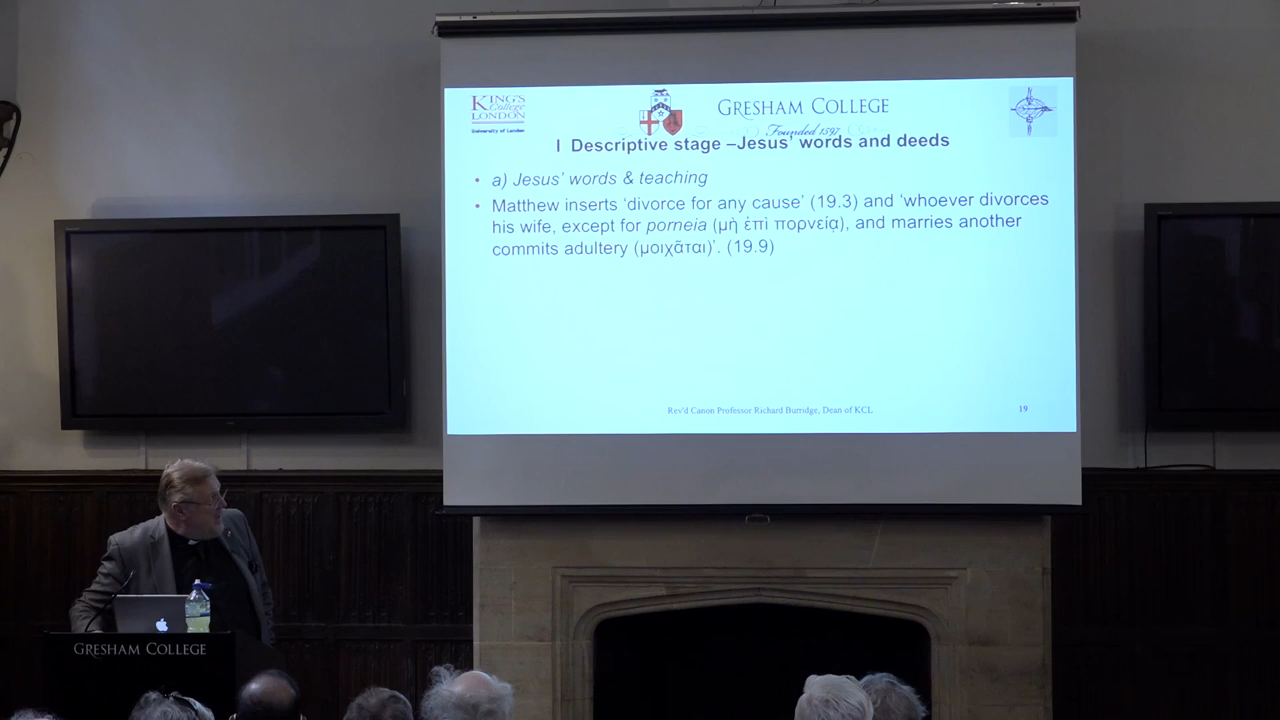 KING'S
College
LONDON
University of London
GRESHAM COLLEGE
Founded 1597
I Descriptive stage –Jesus' words and deeds
• a) Jesus' words & teaching
• Matthew inserts 'divorce for any cause' (19.3) and 'whoever divorces
his wife, except for porneia (μὴ ἐπὶ πορνείᾳ), and marries another
commits adultery (μοιχᾶται)'. (19.9)
Rev'd Canon Professor Richard Burridge, Dean of KCL
19
GRESHAM COLLEGE